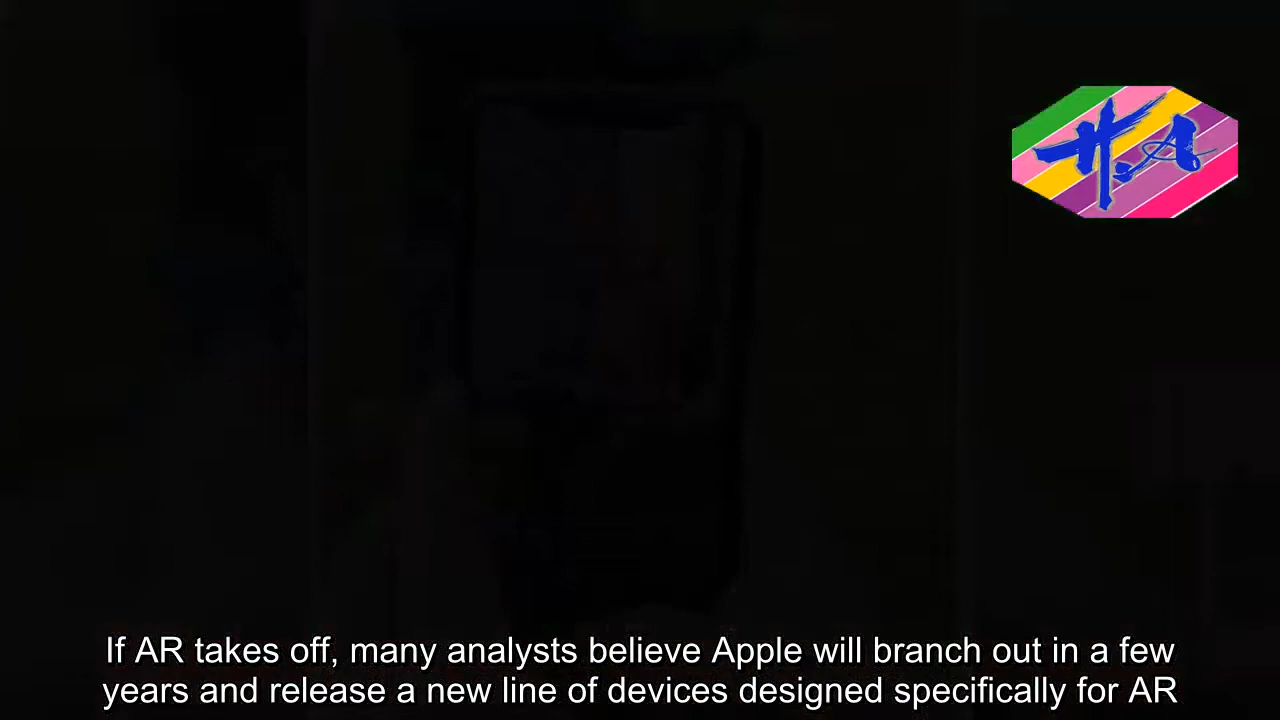 H.A
If AR takes off, many analysts believe Apple will branch out in a few
years and release a new line of devices designed specifically for AR